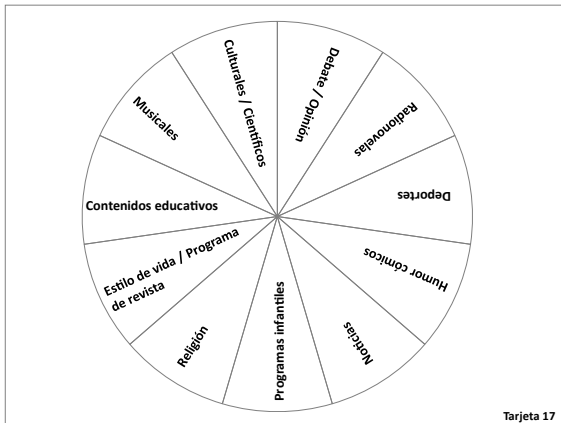 Debate / Opinión
Radionovelas
Deportes
Humor cómicos
Noticias
Programas infantiles
Religión
Estilo de vida / Programa
de revista
Contenidos educativos
Musicales
Culturales / Científicos
Tarjeta 17